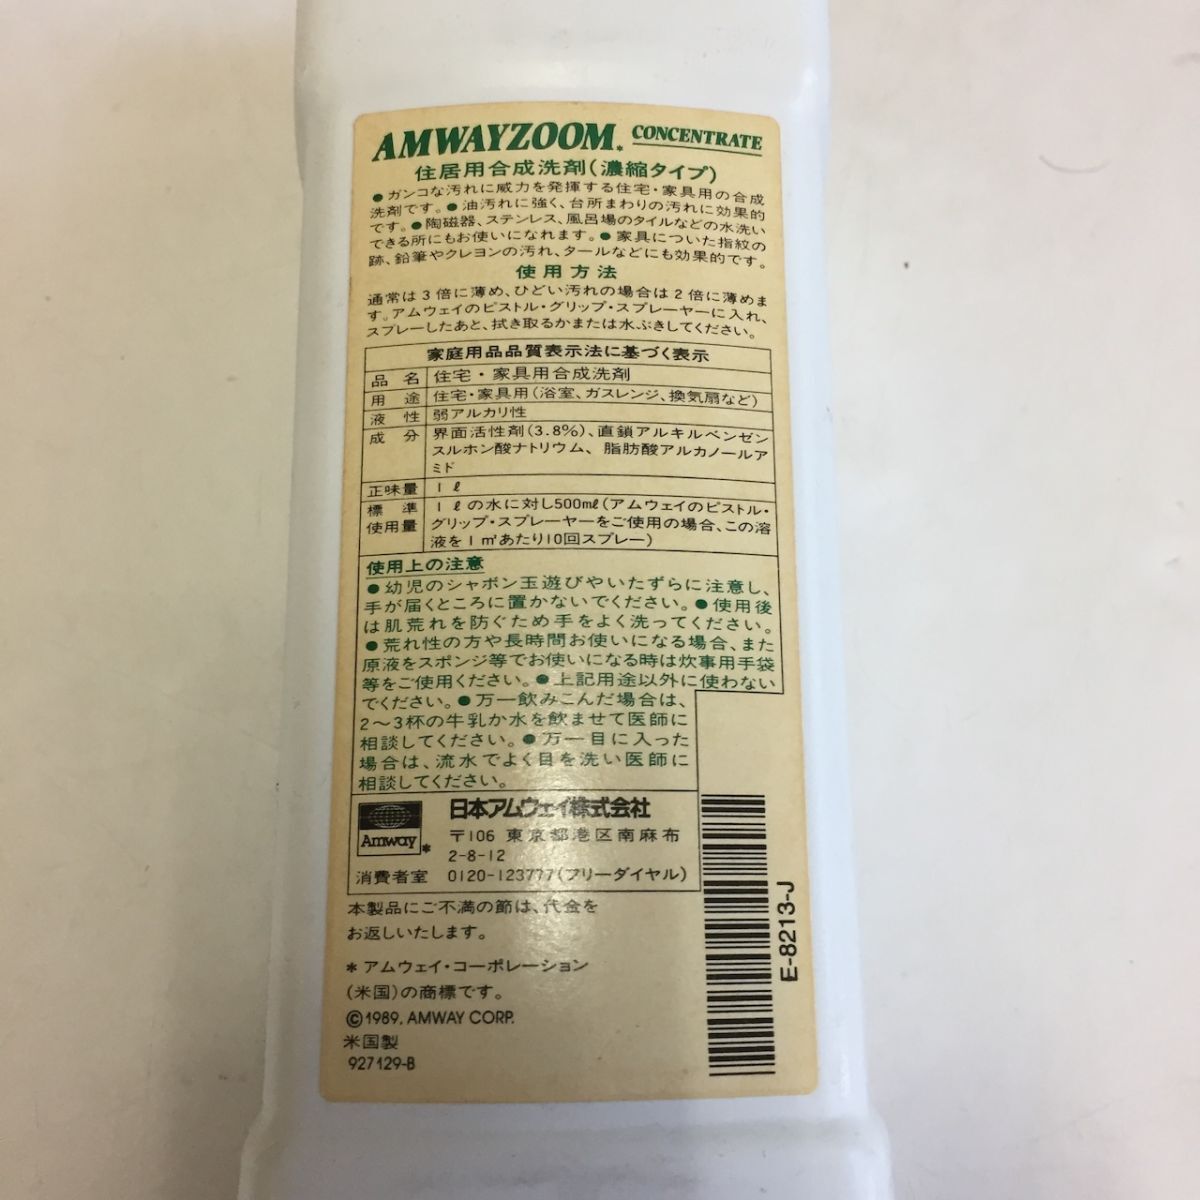 AMWAYZOOM* CONCENTRATE
住居用合成洗剤(濃縮タイプ)
●ガンコな汚れに威力を発揮する住宅・家具用の合成
洗剤です。●油汚れに強く、台所まわりの汚れに効果的
です。●陶磁器、ステンレス、風呂場のタイルなどの水洗い
できる所にもお使いになれます。●家具についた指紋の
跡、鉛筆やクレヨンの汚れ、タールなどにも効果的です。
使用方法
通常は3倍に薄め、ひどい汚れの場合は2倍に薄めま
す。アムウェイのピストル・グリップ・スプレーヤーに入れ、
スプレーしたあと、拭き取るかまたは水ぶきしてください。
家庭用品品質表示法に基づく表示
品名 住宅・家具用合成洗剤
用途 住宅・家具用(浴室、ガスレンジ、換気扇など)
液性 弱アルカリ性
成分 界面活性剤(3.8%)、直鎖アルキルベンゼン
スルホン酸ナトリウム、脂肪酸アルカノールア
ミド
正味量 1ℓ
標準 1ℓの水に対し500mℓ(アムウェイのピストル・
使用量 グリップ・スプレーヤーをご使用の場合、この溶
液を1㎡あたり10回スプレー)
使用上の注意
●幼児のシャボン玉遊びやいたずらに注意し、
手が届くところに置かないでください。●使用後
は肌荒れを防ぐため手をよく洗ってください。
●荒れ性の方や長時間お使いになる場合、また
原液をスポンジ等でお使いになる時は炊事用手袋
等をご使用ください。●上記用途以外に使わない
でください。●万一飲みこんだ場合は、
2〜3杯の牛乳か水を飲ませて医師に
相談してください。●万一目に入った
場合は、流水でよく目を洗い医師に
相談してください。
Amway*
日本アムウェイ株式会社
〒106 東京都港区南麻布
2-8-12
消費者室 0120-123777(フリーダイヤル)
本製品にご不満の節は、代金を
お返しいたします。
*アムウェイ・コーポレーション
(米国)の商標です。
©1989, AMWAY CORP.
米国製
927129-B
E-8213-J